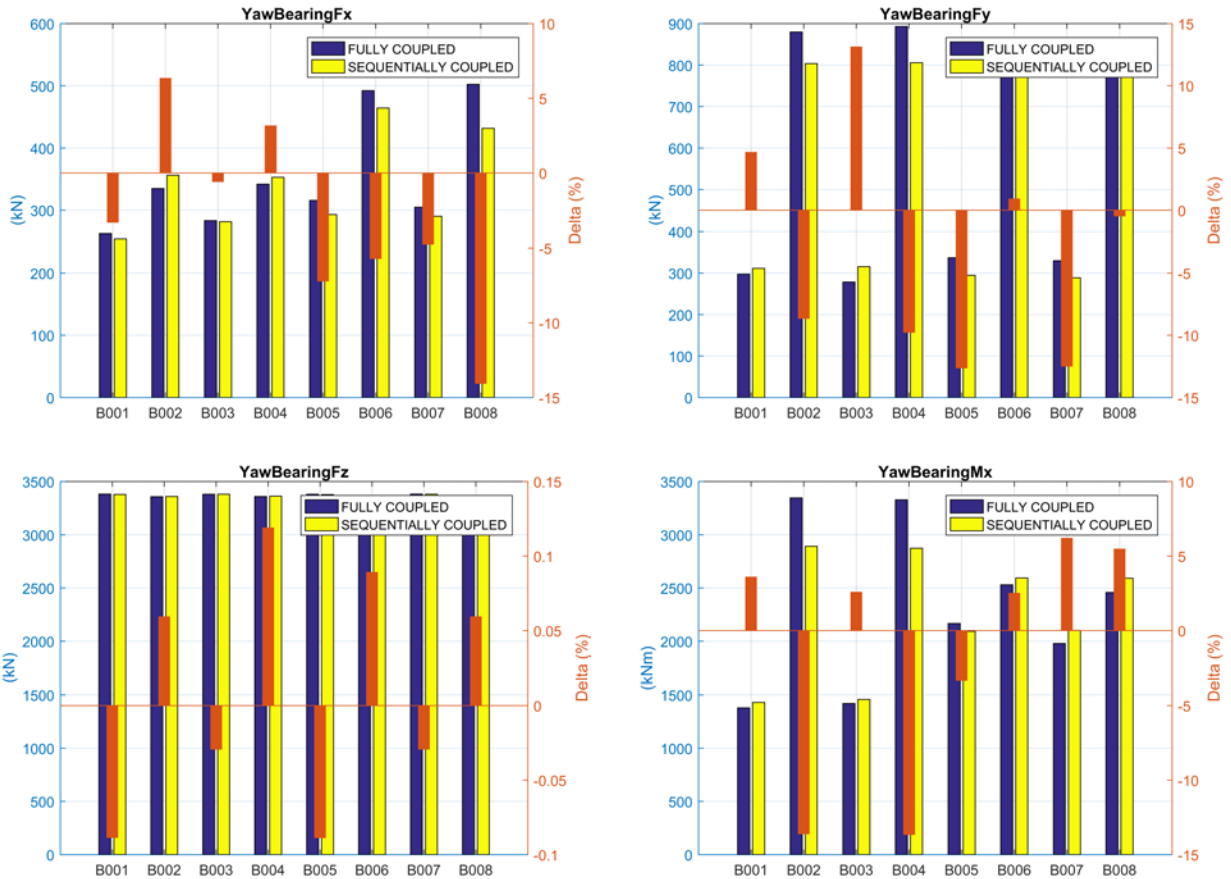 YawBearingFx
600
500
400
300
200
100
0
(kN)
FULLY COUPLED
SEQUENTIALLY COUPLED
10
5
0
-5
-10
-15
Delta (%)
B001 B002 B003 B004 B005 B006 B007 B008
YawBearingFy
900
800
700
600
500
400
300
200
100
0
(kN)
FULLY COUPLED
SEQUENTIALLY COUPLED
15
10
5
0
-5
-10
-15
Delta (%)
B001 B002 B003 B004 B005 B006 B007 B008
YawBearingFz
3500
3000
2500
2000
1500
1000
500
0
(kN)
FULLY COUPLED
SEQUENTIALLY COUPLED
0.15
0.1
0.05
0
-0.05
-0.1
Delta (%)
B001 B002 B003 B004 B005 B006 B007 B008
YawBearingMx
3500
3000
2500
2000
1500
1000
500
0
(kNm)
FULLY COUPLED
SEQUENTIALLY COUPLED
10
5
0
-5
-10
-15
Delta (%)
B001 B002 B003 B004 B005 B006 B007 B008